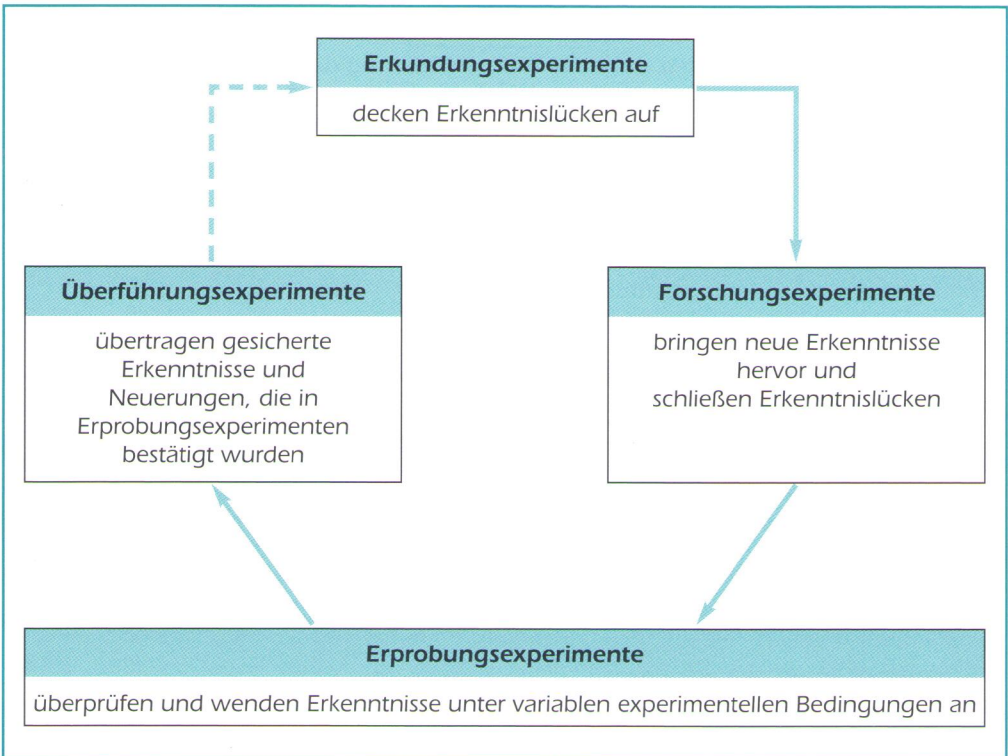 Erkundungsexperimente
decken Erkenntnislücken auf
Überführungsexperimente
übertragen gesicherte
Erkenntnisse und
Neuerungen, die in
Erprobungsexperimenten
bestätigt wurden
Forschungsexperimente
bringen neue Erkenntnisse
hervor und
schließen Erkenntnislücken
Erprobungsexperimente
überprüfen und wenden Erkenntnisse unter variablen experimentellen Bedingungen an